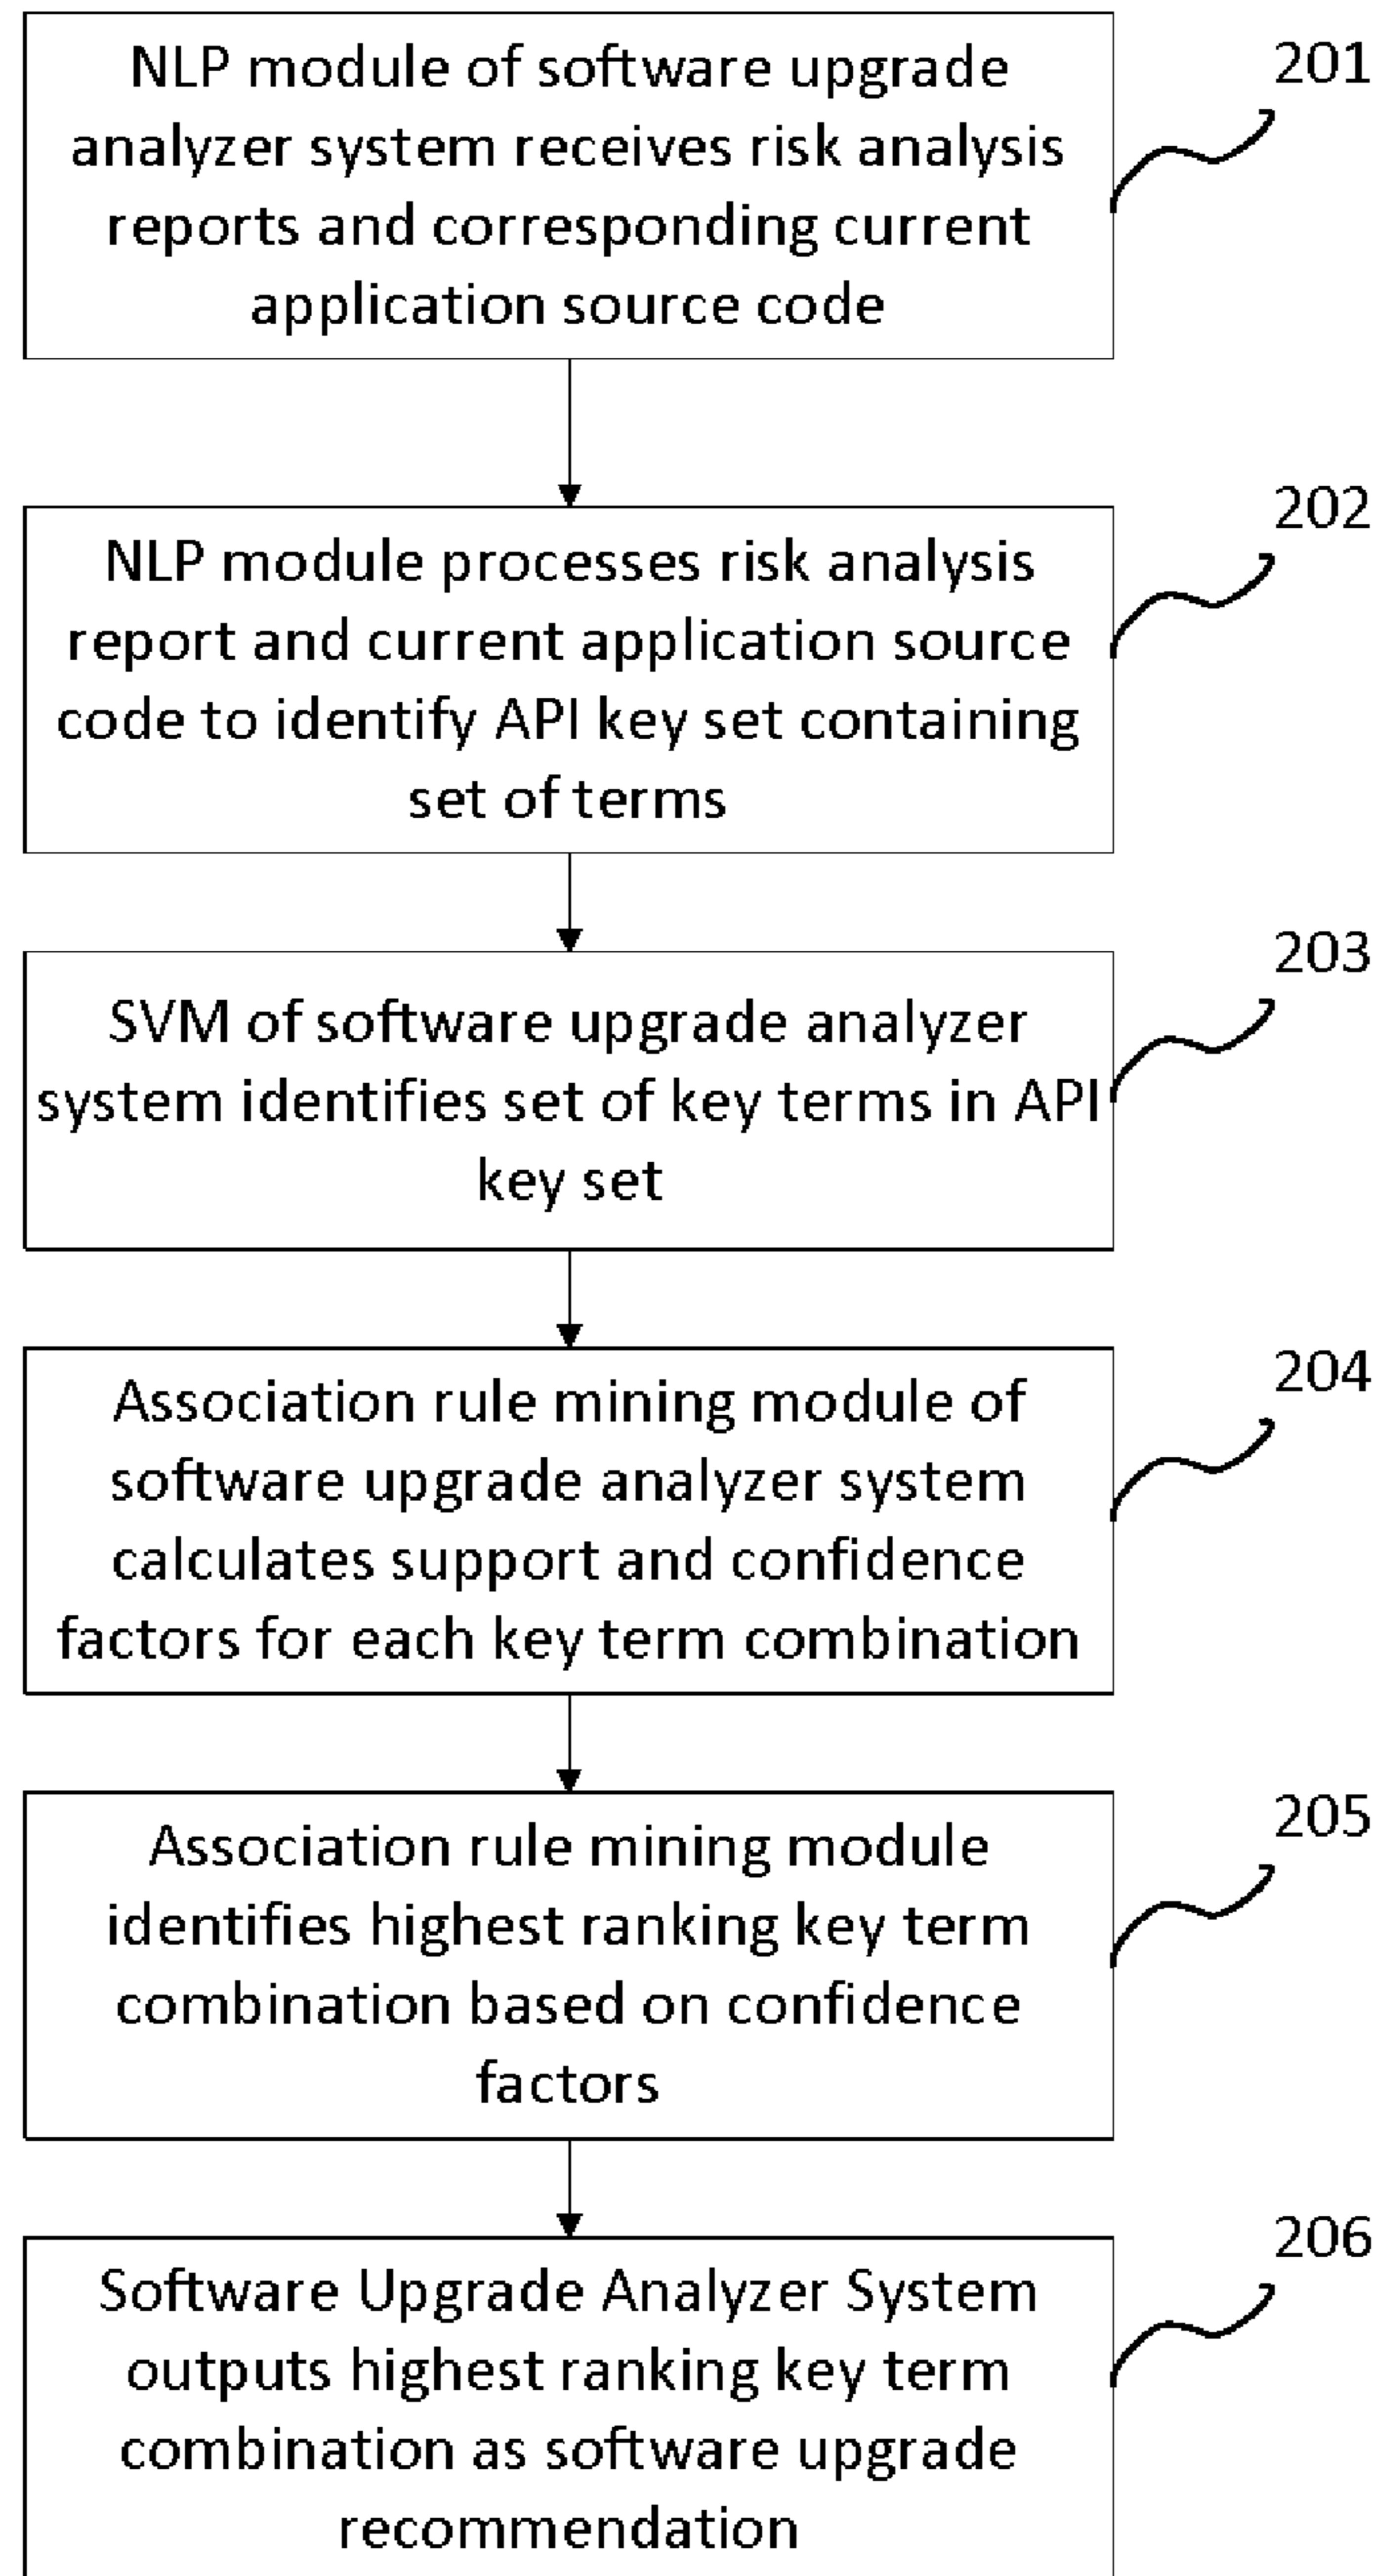 NLP module of software upgrade
analyzer system receives risk analysis
reports and corresponding current
application source code
201
NLP module processes risk analysis
report and current application source
code to identify API key set containing
set of terms
202
SVM of software upgrade analyzer
system identifies set of key terms in API
key set
203
Association rule mining module of
software upgrade analyzer system
calculates support and confidence
factors for each key term combination
204
Association rule mining module
identifies highest ranking key term
combination based on confidence
factors
205
Software Upgrade Analyzer System
outputs highest ranking key term
combination as software upgrade
recommendation
206